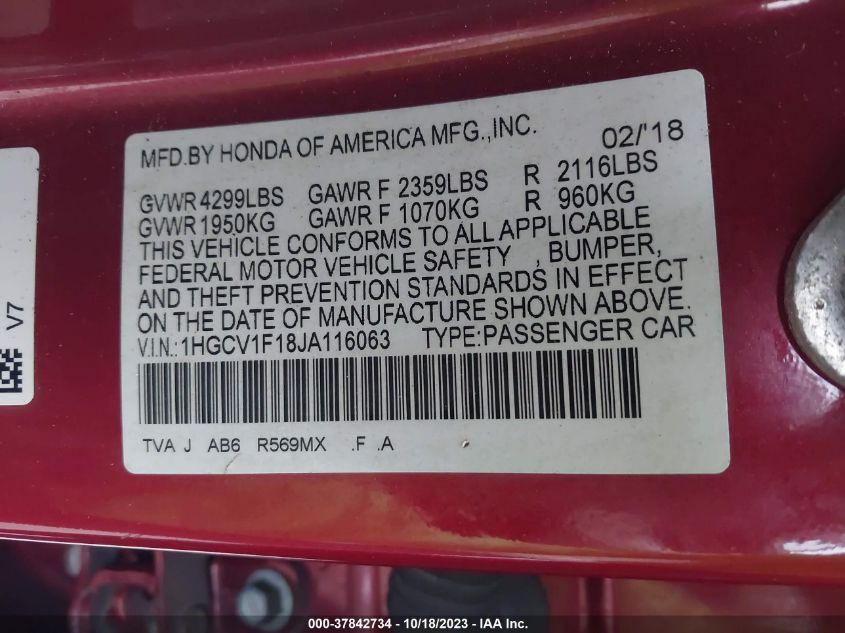 MFD.BY HONDA OF AMERICA MFG.,INC. 02/'18
GVWR 4299LBS GAWR F 2359LBS R 2116LBS
GVWR 1950KG GAWR F 1070KG R 960KG
THIS VEHICLE CONFORMS TO ALL APPLICABLE
FEDERAL MOTOR VEHICLE SAFETY , BUMPER,
AND THEFT PREVENTION STANDARDS IN EFFECT
ON THE DATE OF MANUFACTURE SHOWN ABOVE.
V.I.N.:1HGCV1F18JA116063 TYPE:PASSENGER CAR
TVA J AB6 R569MX .F .A
V7
000-37842734 / 10/18/2023 - IAA Inc.